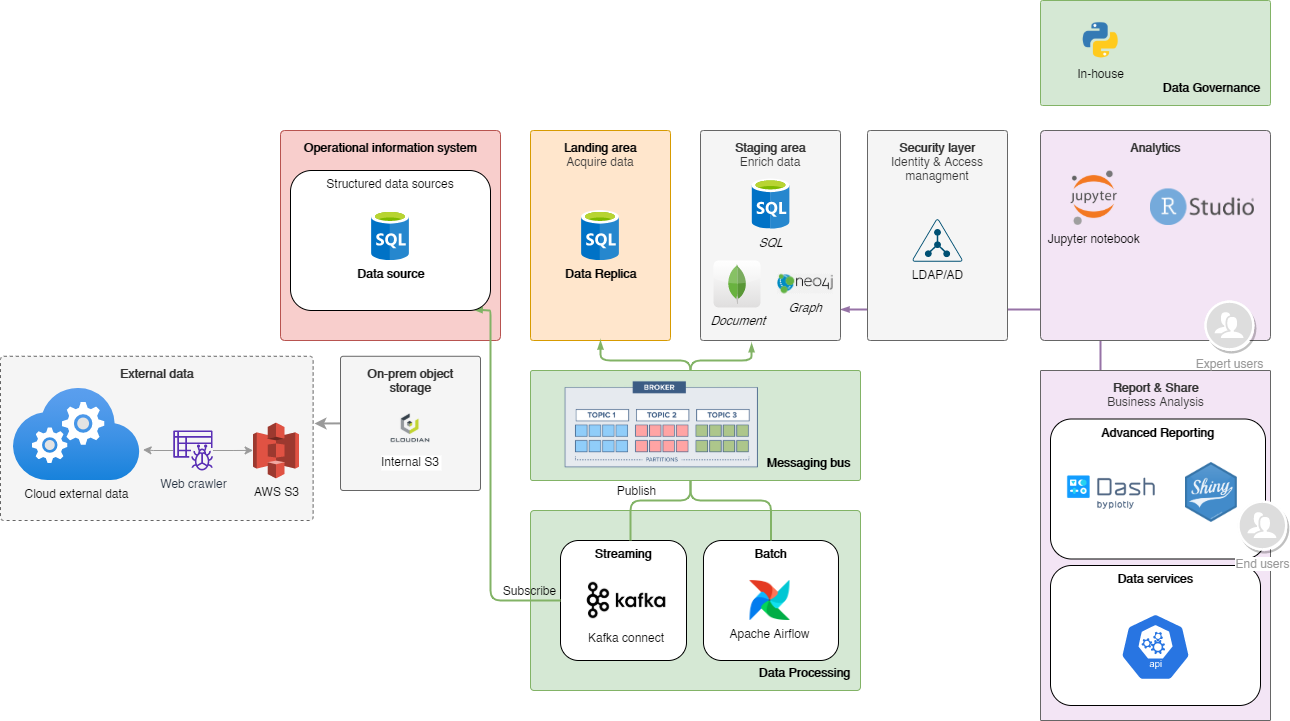 In-house
Data Governance
Operational information system
Structured data sources
SQL
Data source
Landing area
Acquire data
SQL
Data Replica
Staging area
Enrich data
SQL
SQL
Document
neo4j
Graph
Security layer
Identity & Access
managment
LDAP/AD
Analytics
jupyter
Jupyter notebook
R Studio
Expert users
External data
Cloud external data
Web crawler
AWS S3
On-prem object
storage
CLOUDIAN
Internal S3
BROKER
TOPIC 1
TOPIC 2
TOPIC 3
PARTITIONS
Messaging bus
Publish
Subscribe
Streaming
kafka
Kafka connect
Batch
Apache Airflow
Data Processing
Report & Share
Business Analysis
Advanced Reporting
Dash
by plotly
Shiny
End users
Data services
api